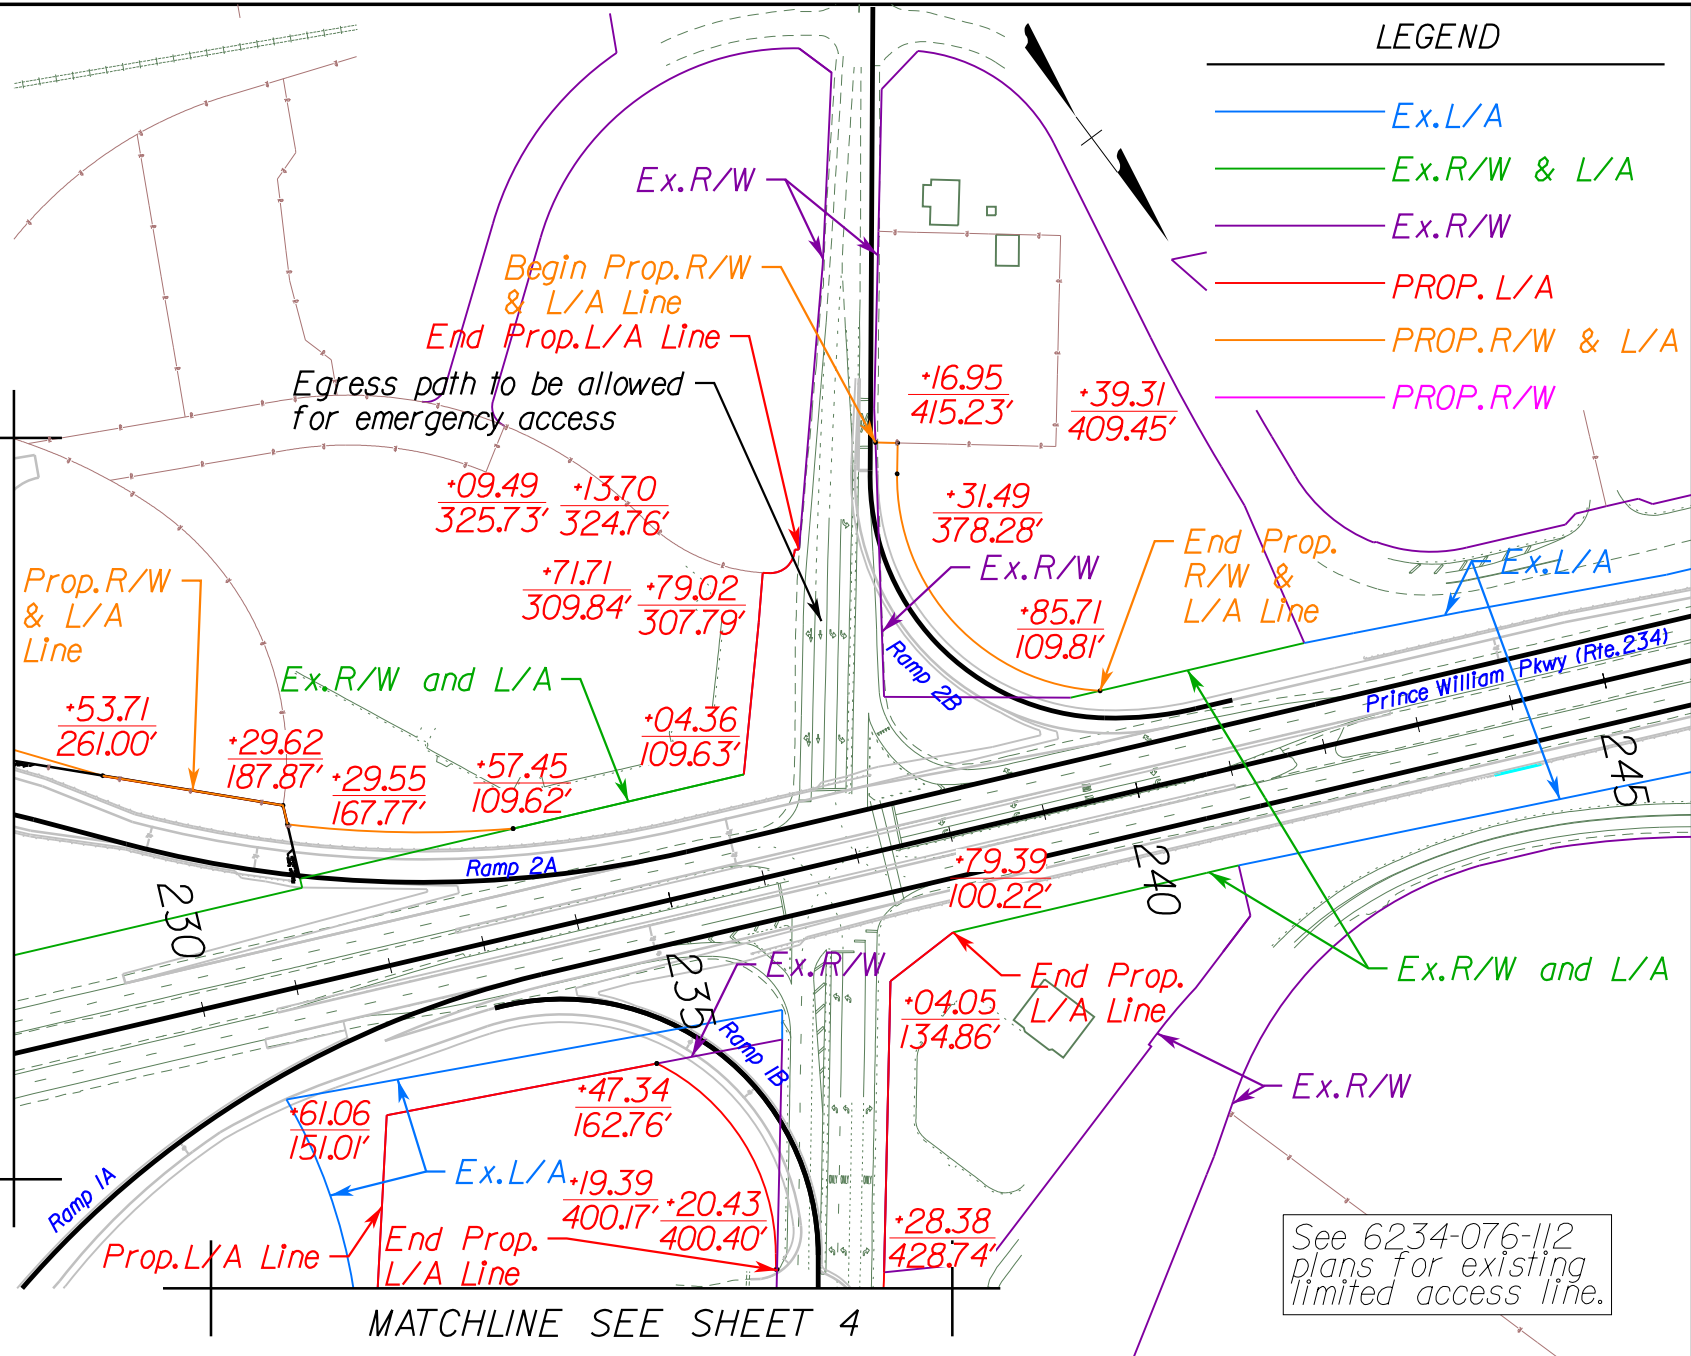 LEGEND
Ex.L/A
Ex.R/W & L/A
Ex.R/W
PROP. L/A
PROP.R/W & L/A
PROP.R/W
Ex.R/W
Begin Prop.R/W
& L/A Line
End Prop.L/A Line
Egress path to be allowed
for emergency access
+16.95
415.23'
+39.31
409.45'
+09.49
325.73'
+13.70
324.76'
+31.49
378.28'
Ex.R/W
End Prop.
R/W &
L/A Line
Ex.L/A
+71.71
309.84'
+79.02
307.79'
+85.71
109.81'
Prop.R/W
& L/A
Line
Ex.R/W and L/A
Ramp 2B
Prince William Pkwy (Rte.234)
+53.71
261.00'
+29.62
187.87'
+29.55
167.77'
+57.45
109.62'
+04.36
109.63'
245
Ramp 2A
+79.39
100.22'
240
230
235
Ex.R/W
End Prop.
L/A Line
Ex.R/W and L/A
+04.05
134.86'
Ramp 1B
Ex.R/W
+61.06
151.01'
+47.34
162.76'
Ex.L/A
Ramp 1A
+19.39
400.17'
+20.43
400.40'
+28.38
428.74'
Prop.L/A Line
End Prop.
L/A Line
ONLY ONLY
ONLY
See 6234-076-112
plans for existing
limited access line.
MATCHLINE SEE SHEET 4